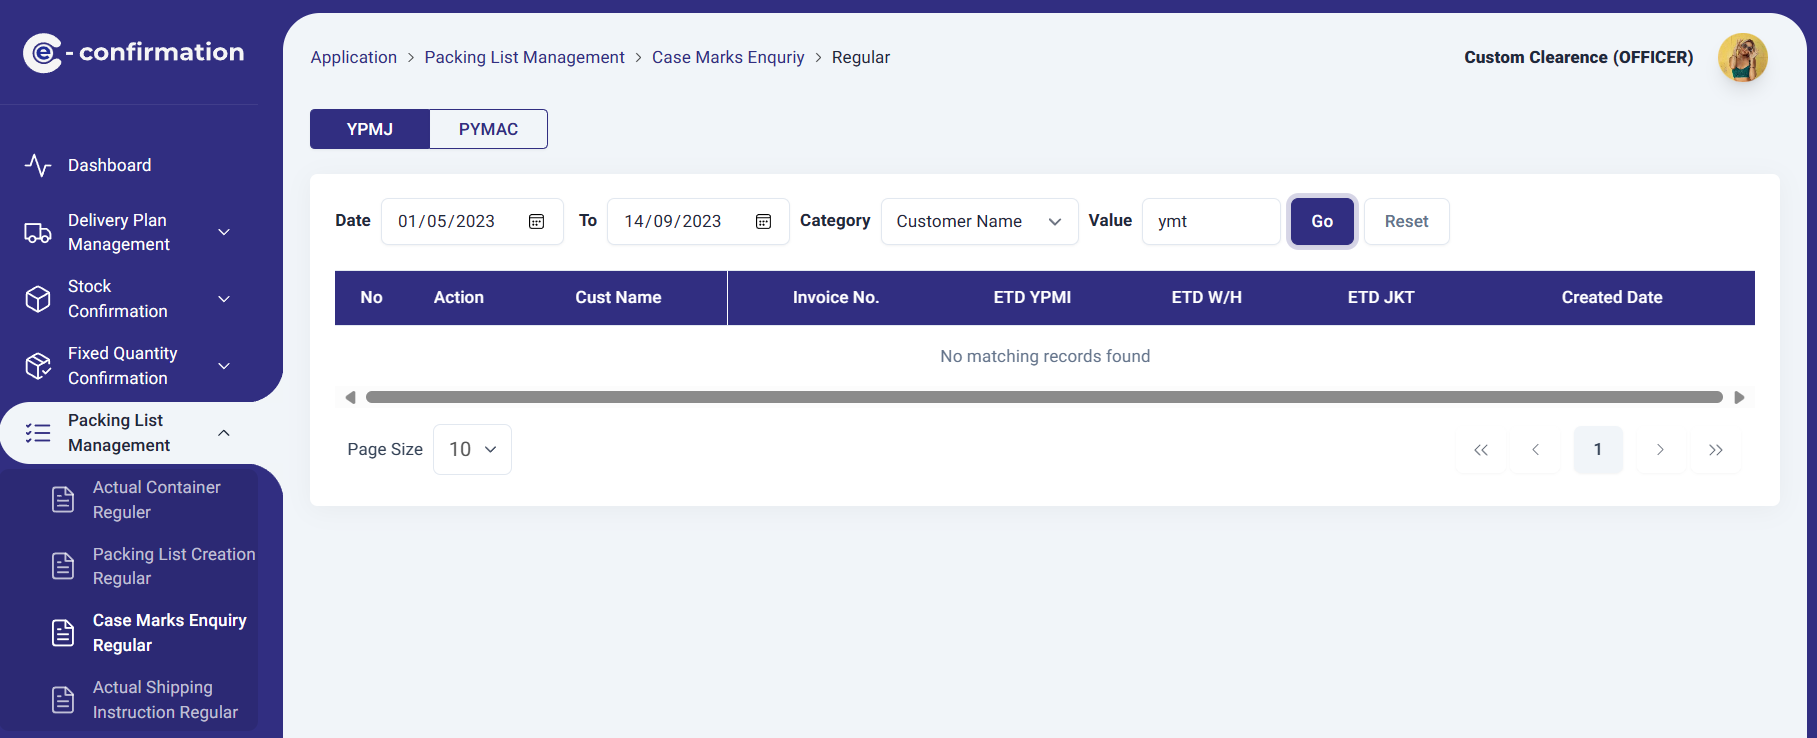 e-confirmation
Application > Packing List Management > Case Marks Enquriy > Regular
Custom Clearence (OFFICER)
YPMJ PYMAC
Dashboard
Delivery Plan
Management
Stock
Confirmation
Fixed Quantity
Confirmation
Packing List
Management
Actual Container
Reguler
Packing List Creation
Regular
Case Marks Enquiry
Regular
Actual Shipping
Instruction Regular
Date 01/05/2023 To 14/09/2023 Category Customer Name Value ymt Go Reset
No Action Cust Name Invoice No. ETD YPMI ETD W/H ETD JKT Created Date
No matching records found
Page Size 10 1